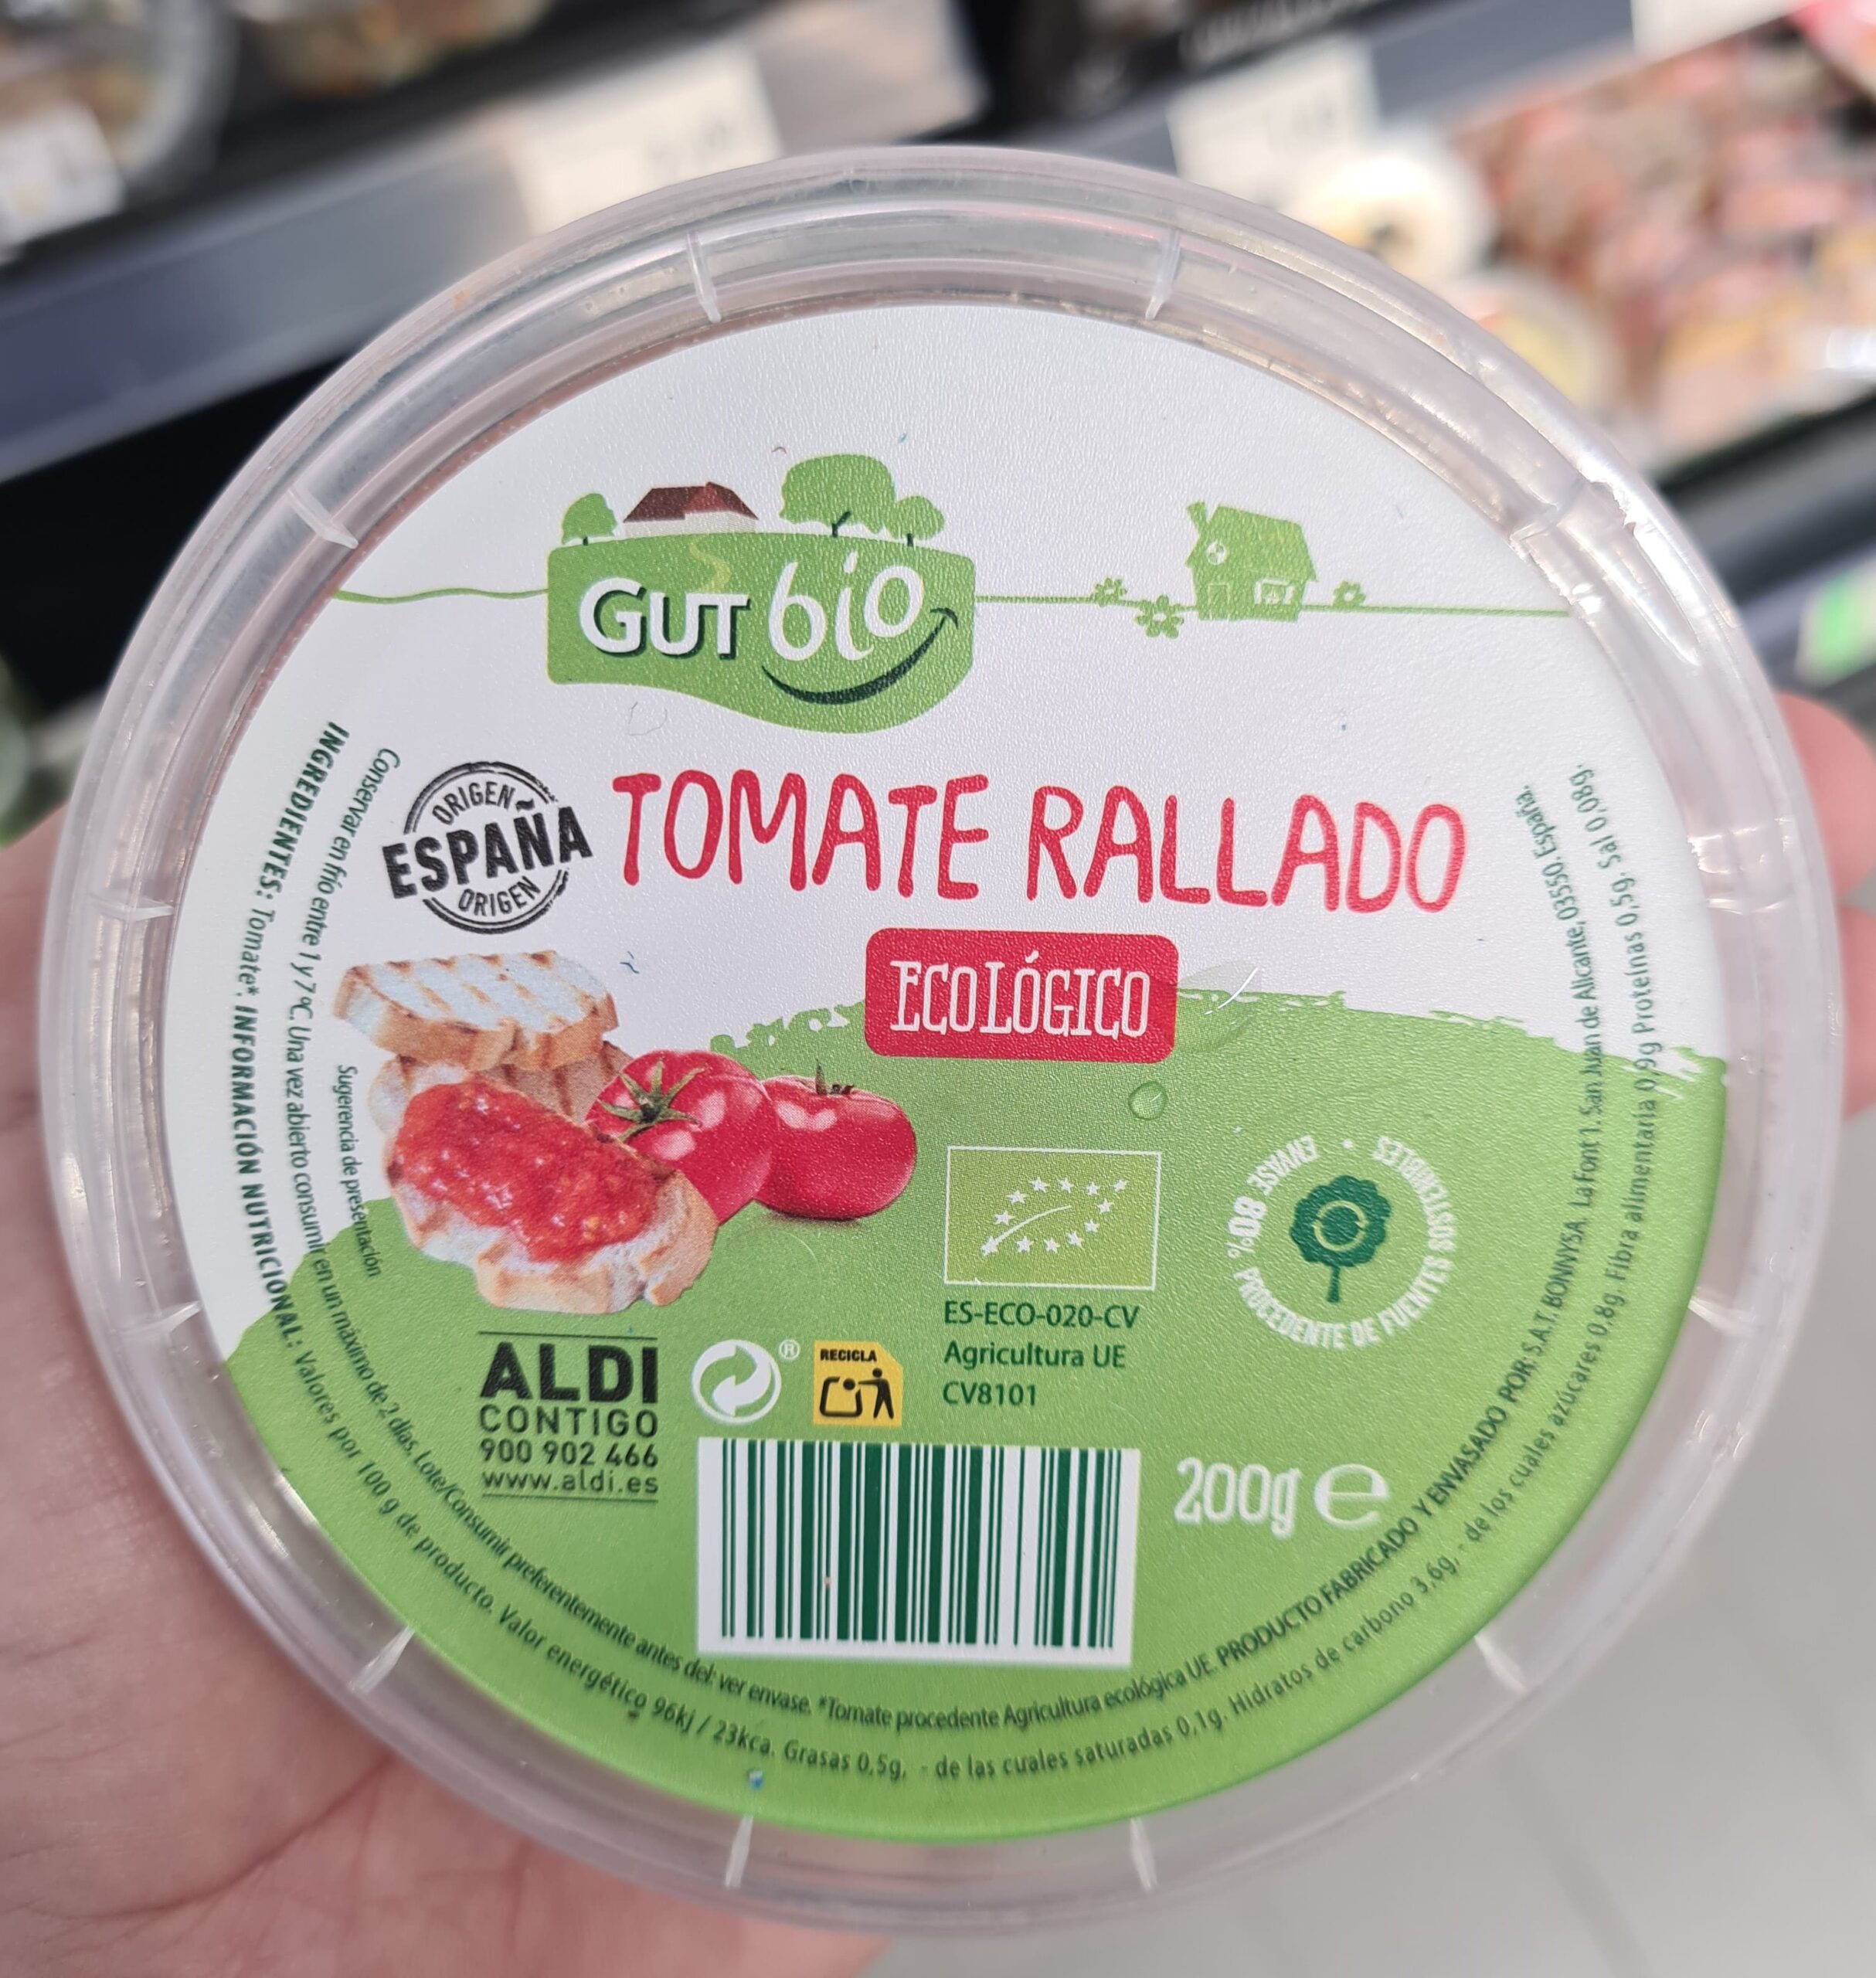 GUT bio
ORIGEN
ESPAÑA
ORIGEN
TOMATE RALLADO
ECOLÓGICO
INGREDIENTES: Tomate*. INFORMACIÓN NUTRICIONAL: Valores por 100 g de producto. Valor energético 96kj / 23kca. Grasas 0,5g, - de las cuales saturadas 0,1g. Hidratos de carbono 3,6g, - de los cuales azúcares 0.8g. Fibra alimentaria 0,9g Proteínas 0,5g. Sal 0,08g.
Conservar en frío entre 1 y 7 ºC. Una vez abierto consumir en un máximo de 2 días. Lote/Consumir preferentemente antes del: ver envase. *Tomate procedente Agricultura ecológica UE. PRODUCTO FABRICADO Y ENVASADO POR: S.A.T. BONNYSA. La Font 1. San Juan de Alicante, 03550. España.
Sugerencia de presentación
ENVASE 80% PROCEDENTE DE FUENTES SOSTENIBLES •
ES-ECO-020-CV
Agricultura UE
CV8101
ALDI
CONTIGO
900 902 466
www.aldi.es
®
RECICLA
200g e